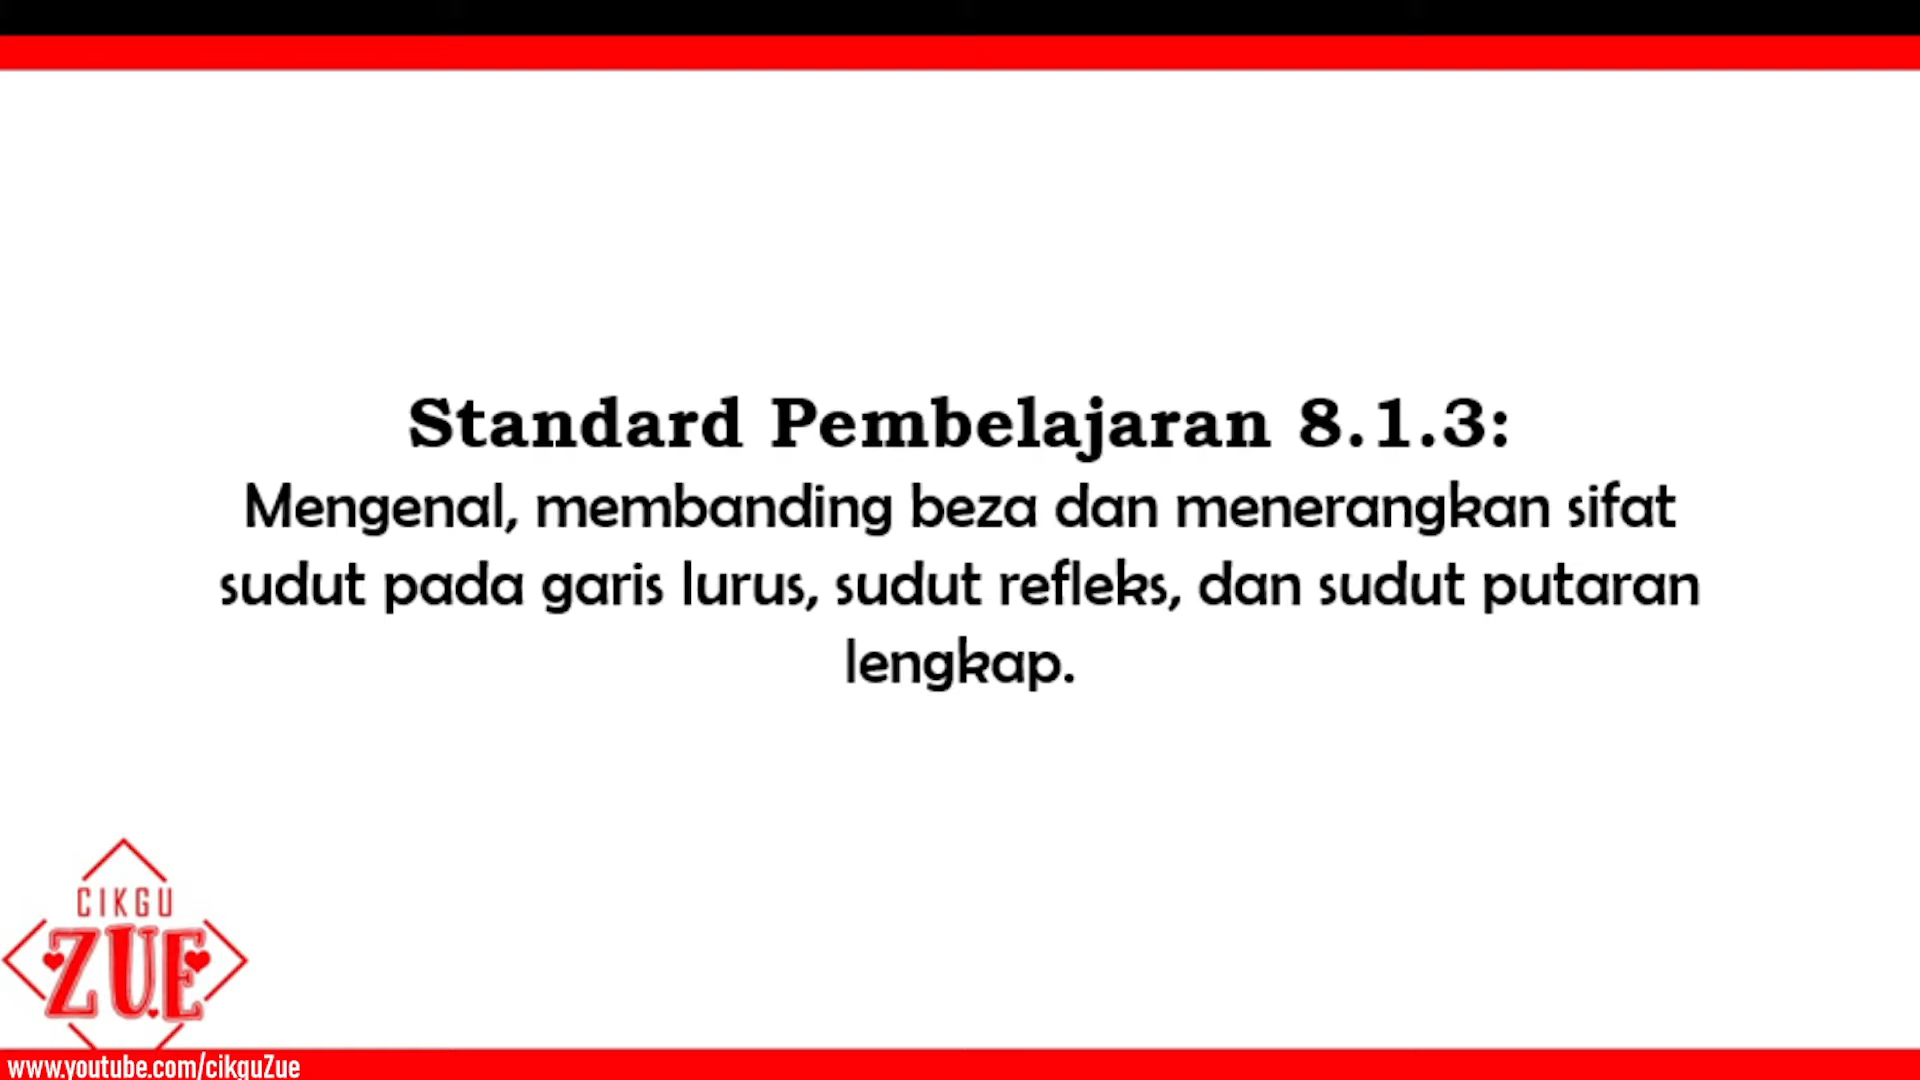 Standard Pembelajaran 8.1.3:
Mengenal, membanding beza dan menerangkan sifat
sudut pada garis lurus, sudut refleks, dan sudut putaran
lengkap.
CIKGU
ZUE
www.youtube.com/cikguZue